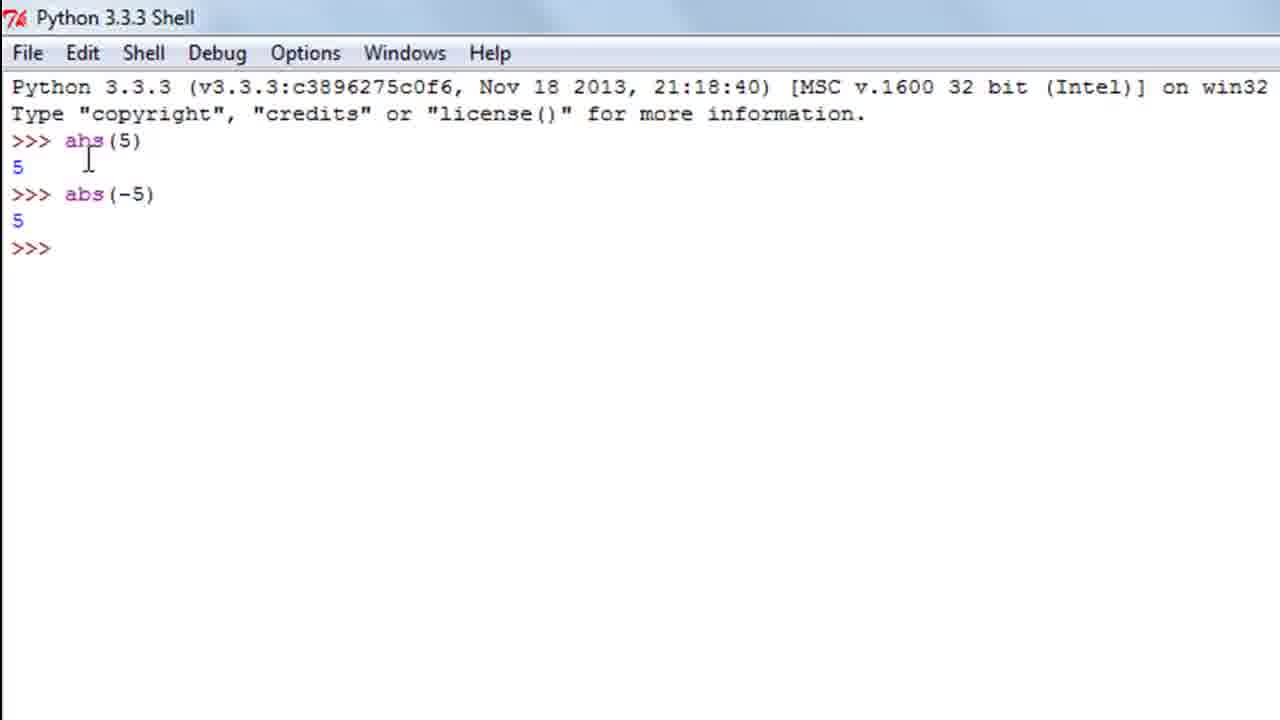 Python 3.3.3 Shell
File Edit Shell Debug Options Windows Help
Python 3.3.3 (v3.3.3:c3896275c0f6, Nov 18 2013, 21:18:40) [MSC v.1600 32 bit (Intel)] on win32
Type "copyright", "credits" or "license()" for more information.
>>> abs(5)
5
>>> abs(-5)
5
>>>